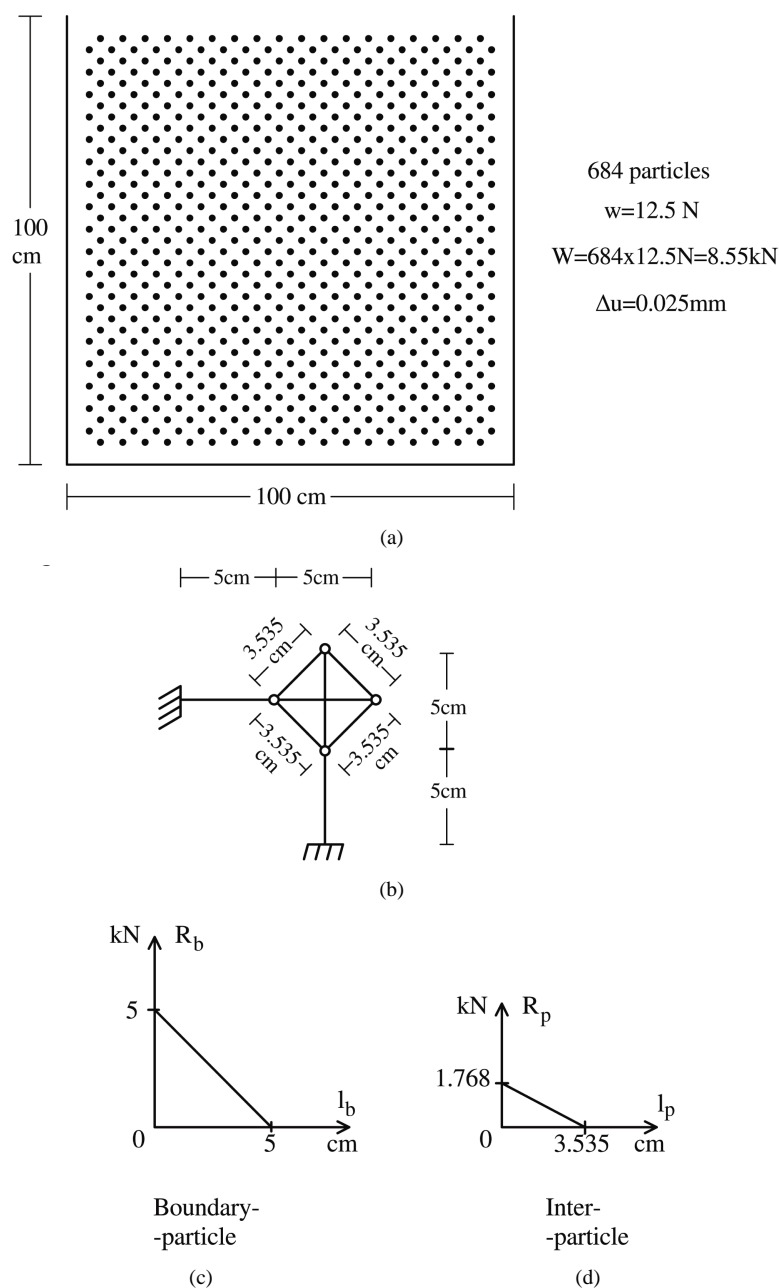 100
cm
684 particles
w=12.5 N
W=684x12.5N=8.55kN
Δu=0.025mm
100 cm
(a)
5cm
5cm
3.535
cm
3.535
cm
3.535
cm
3.535
cm
5cm
5cm
(b)
kN
R_b
5
0
l_b
5
cm
Boundary-
-particle
(c)
kN
R_p
1.768
0
l_p
3.535
cm
Inter-
-particle
(d)